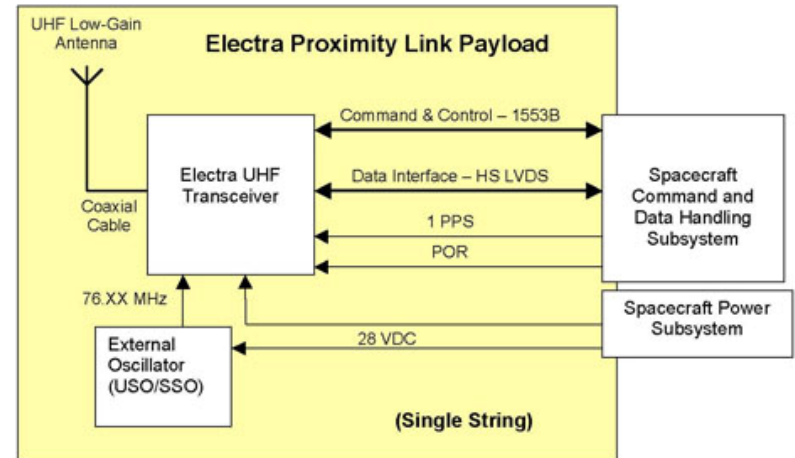 UHF Low-Gain
Antenna
Electra Proximity Link Payload
Command & Control – 1553B
Electra UHF
Transceiver
Data Interface – HS LVDS
Spacecraft
Command and
Data Handling
Subsystem
Coaxial
Cable
1 PPS
POR
76.XX MHz
Spacecraft Power
Subsystem
External
Oscillator
(USO/SSO)
28 VDC
(Single String)